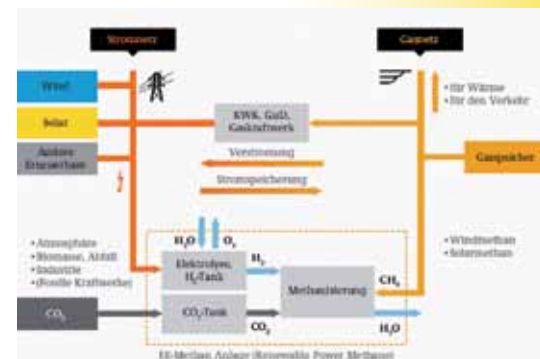 Stromnetz
Gasnetz
Wind
Solar
Andere
Erneuerbare
KWK, GuD,
Gaskraftwerk
• für Wärme
• für den Verkehr
Gasspeicher
Verstromung
Stromspeicherung
H₂O
O₂
• Atmosphäre
• Biomasse, Abfall
• Industrie
• (Fossile Kraftwerke)
Elektrolyse,
H₂-Tank
H₂
Methanisierung
CH₄
• Windmethan
• Solarmethan
CO₂
CO₂-Tank
CO₂
H₂O
EE-Methan Anlage (Renewable Power Methane)